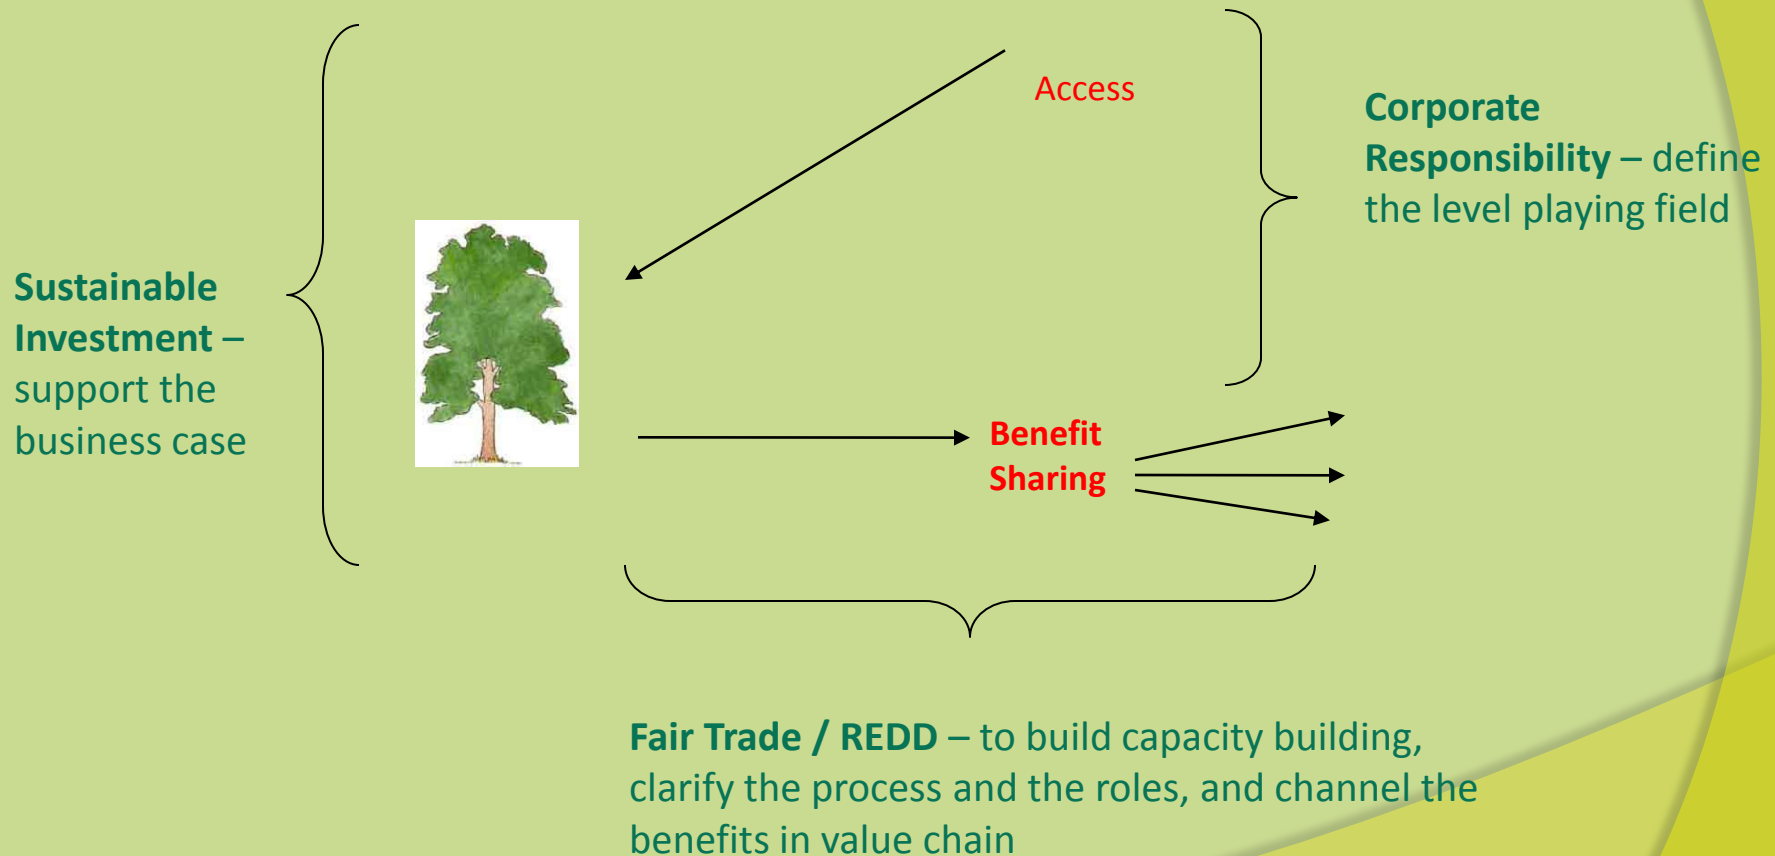 Access
Corporate
Responsibility – define
the level playing field
Sustainable
Investment –
support the
business case
Benefit
Sharing
Fair Trade / REDD – to build capacity building,
clarify the process and the roles, and channel the
benefits in value chain